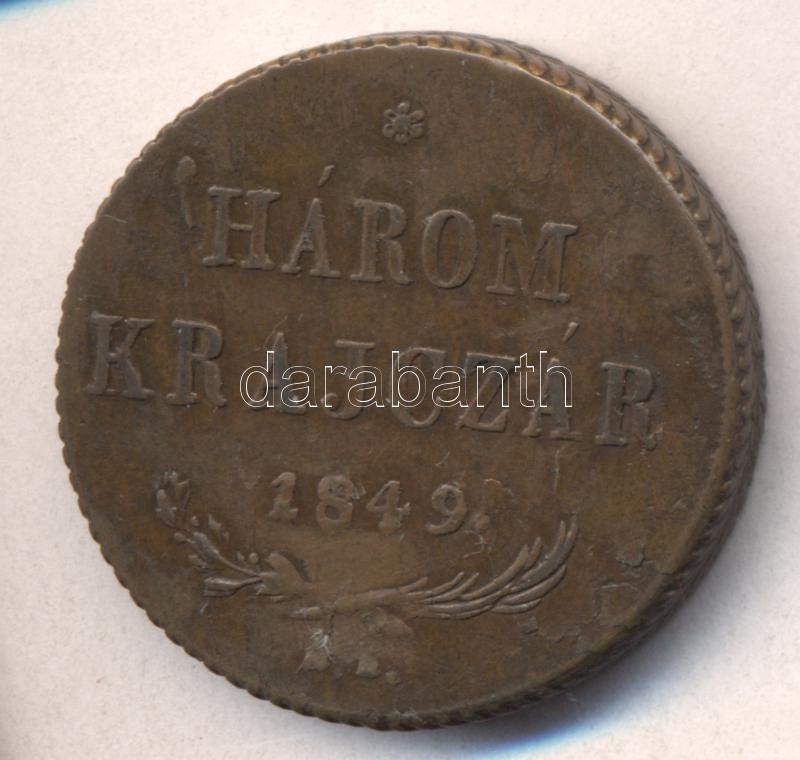 HÁROM
KRAJCZÁR
darabanth
1849.